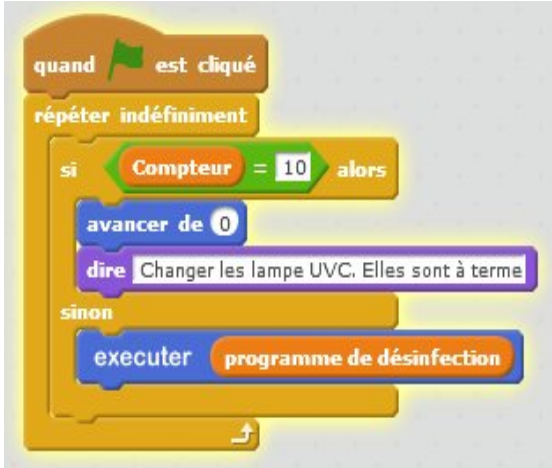 quand est cliqué
répéter indéfiniment
si Compteur = 10 alors
avancer de 0
dire Changer les lampe UVC. Elles sont à terme
sinon
executer programme de désinfection